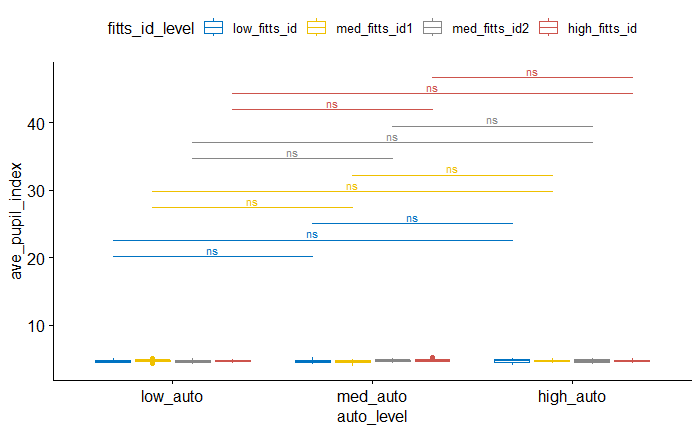 fitts_id_level low_fitts_id med_fitts_id1 med_fitts_id2 high_fitts_id
ns
ns
ns
ns
ns
ns
ns
ns
ns
ns
ns
ns
40
30
20
10
ave_pupil_index
low_auto med_auto high_auto
auto_level